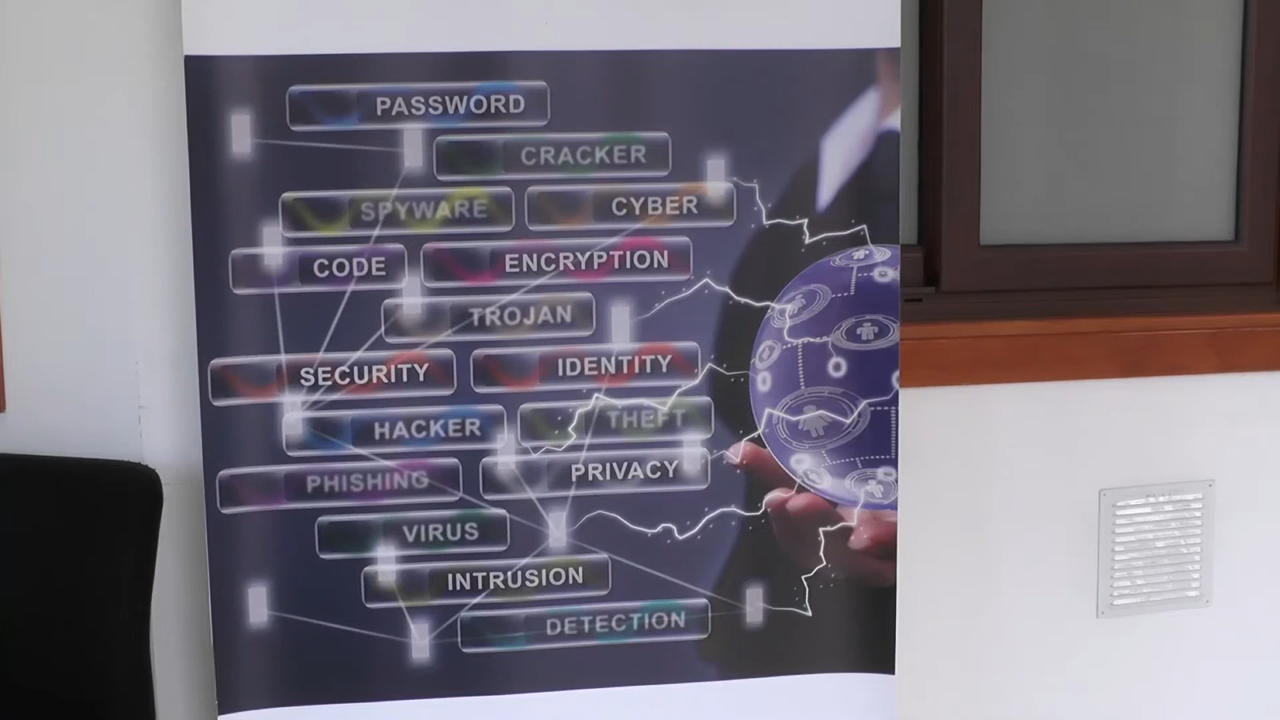 PASSWORD
CRACKER
SPYWARE CYBER
CODE ENCRYPTION
TROJAN
SECURITY IDENTITY
HACKER THEFT
PHISHING PRIVACY
VIRUS
INTRUSION
DETECTION